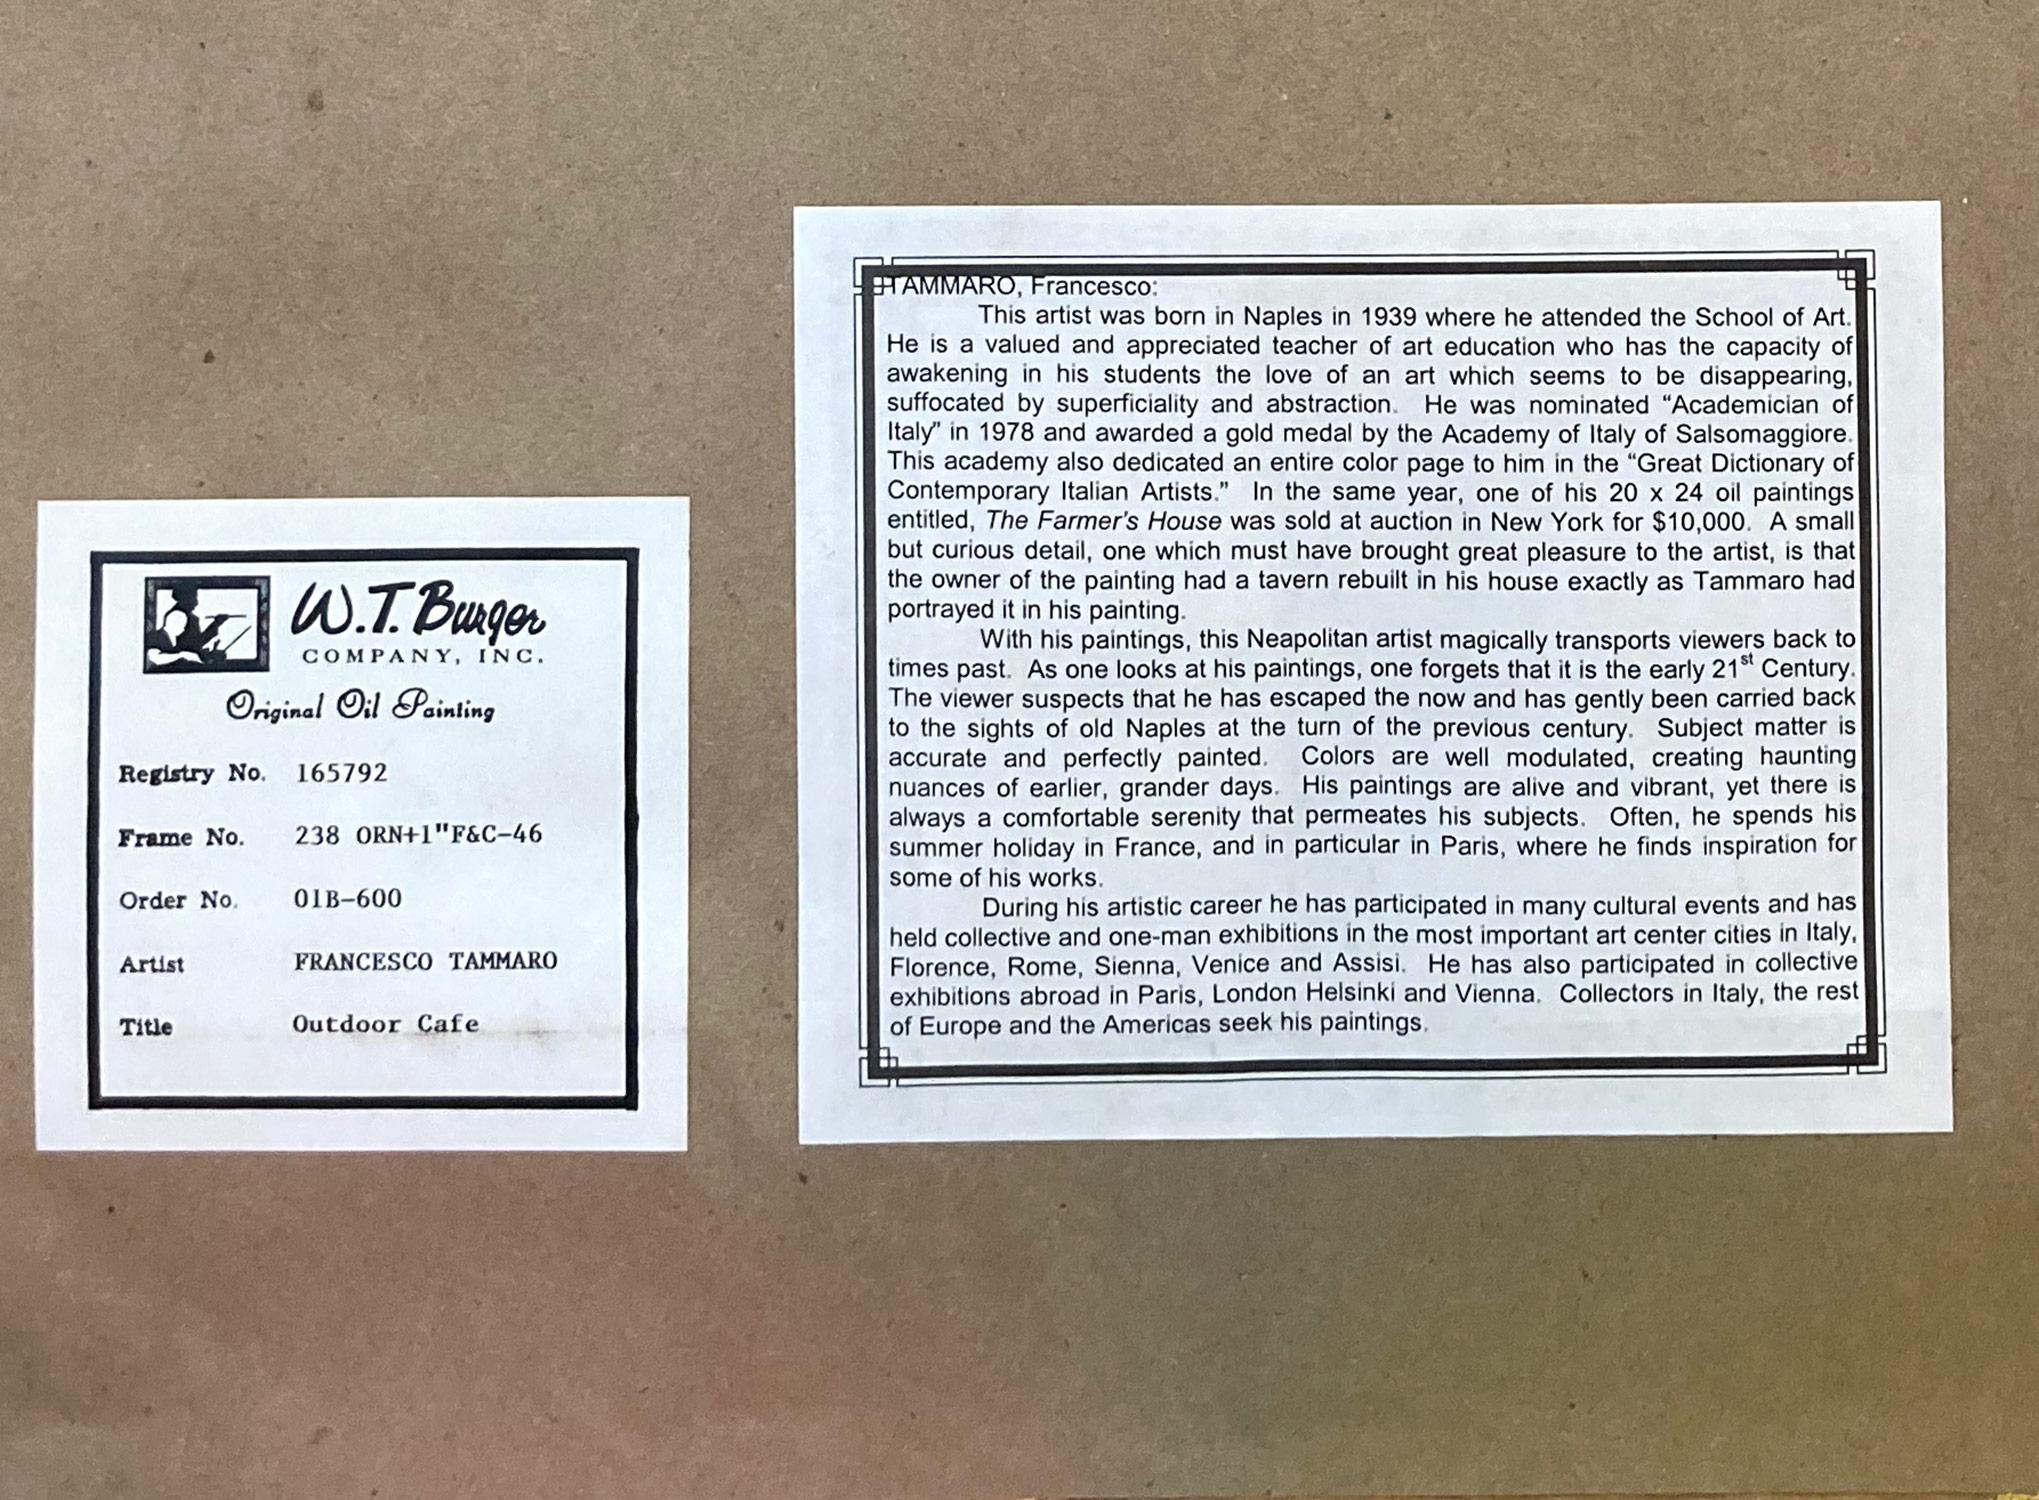 W.T. Burger
COMPANY, INC.
Original Oil Painting
Registry No. 165792
Frame No. 238 ORN+1"F&C-46
Order No. 01B-600
Artist FRANCESCO TAMMARO
Title Outdoor Cafe
TAMMARO, Francesco:
This artist was born in Naples in 1939 where he attended the School of Art.
He is a valued and appreciated teacher of art education who has the capacity of
awakening in his students the love of an art which seems to be disappearing,
suffocated by superficiality and abstraction. He was nominated “Academician of
Italy” in 1978 and awarded a gold medal by the Academy of Italy of Salsomaggiore.
This academy also dedicated an entire color page to him in the “Great Dictionary of
Contemporary Italian Artists.” In the same year, one of his 20 x 24 oil paintings
entitled, The Farmer's House was sold at auction in New York for $10,000. A small
but curious detail, one which must have brought great pleasure to the artist, is that
the owner of the painting had a tavern rebuilt in his house exactly as Tammaro had
portrayed it in his painting.
With his paintings, this Neapolitan artist magically transports viewers back to
times past. As one looks at his paintings, one forgets that it is the early 21st Century.
The viewer suspects that he has escaped the now and has gently been carried back
to the sights of old Naples at the turn of the previous century. Subject matter is
accurate and perfectly painted. Colors are well modulated, creating haunting
nuances of earlier, grander days. His paintings are alive and vibrant, yet there is
always a comfortable serenity that permeates his subjects. Often, he spends his
summer holiday in France, and in particular in Paris, where he finds inspiration for
some of his works.
During his artistic career he has participated in many cultural events and has
held collective and one-man exhibitions in the most important art center cities in Italy,
Florence, Rome, Sienna, Venice and Assisi. He has also participated in collective
exhibitions abroad in Paris, London Helsinki and Vienna. Collectors in Italy, the rest
of Europe and the Americas seek his paintings.